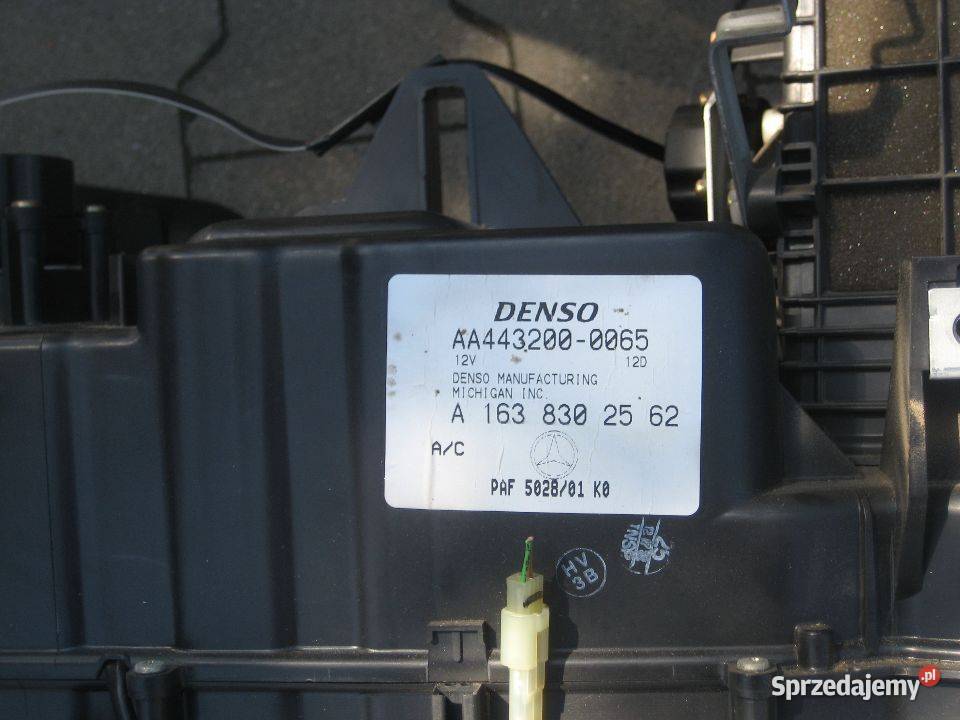 DENSO
AA443200-0065
12V 12D
DENSO MANUFACTURING
MICHIGAN INC.
A 163 830 25 62
A/C
PAF 5028/01 K0
HV
3B
Sprzedajemy.pl